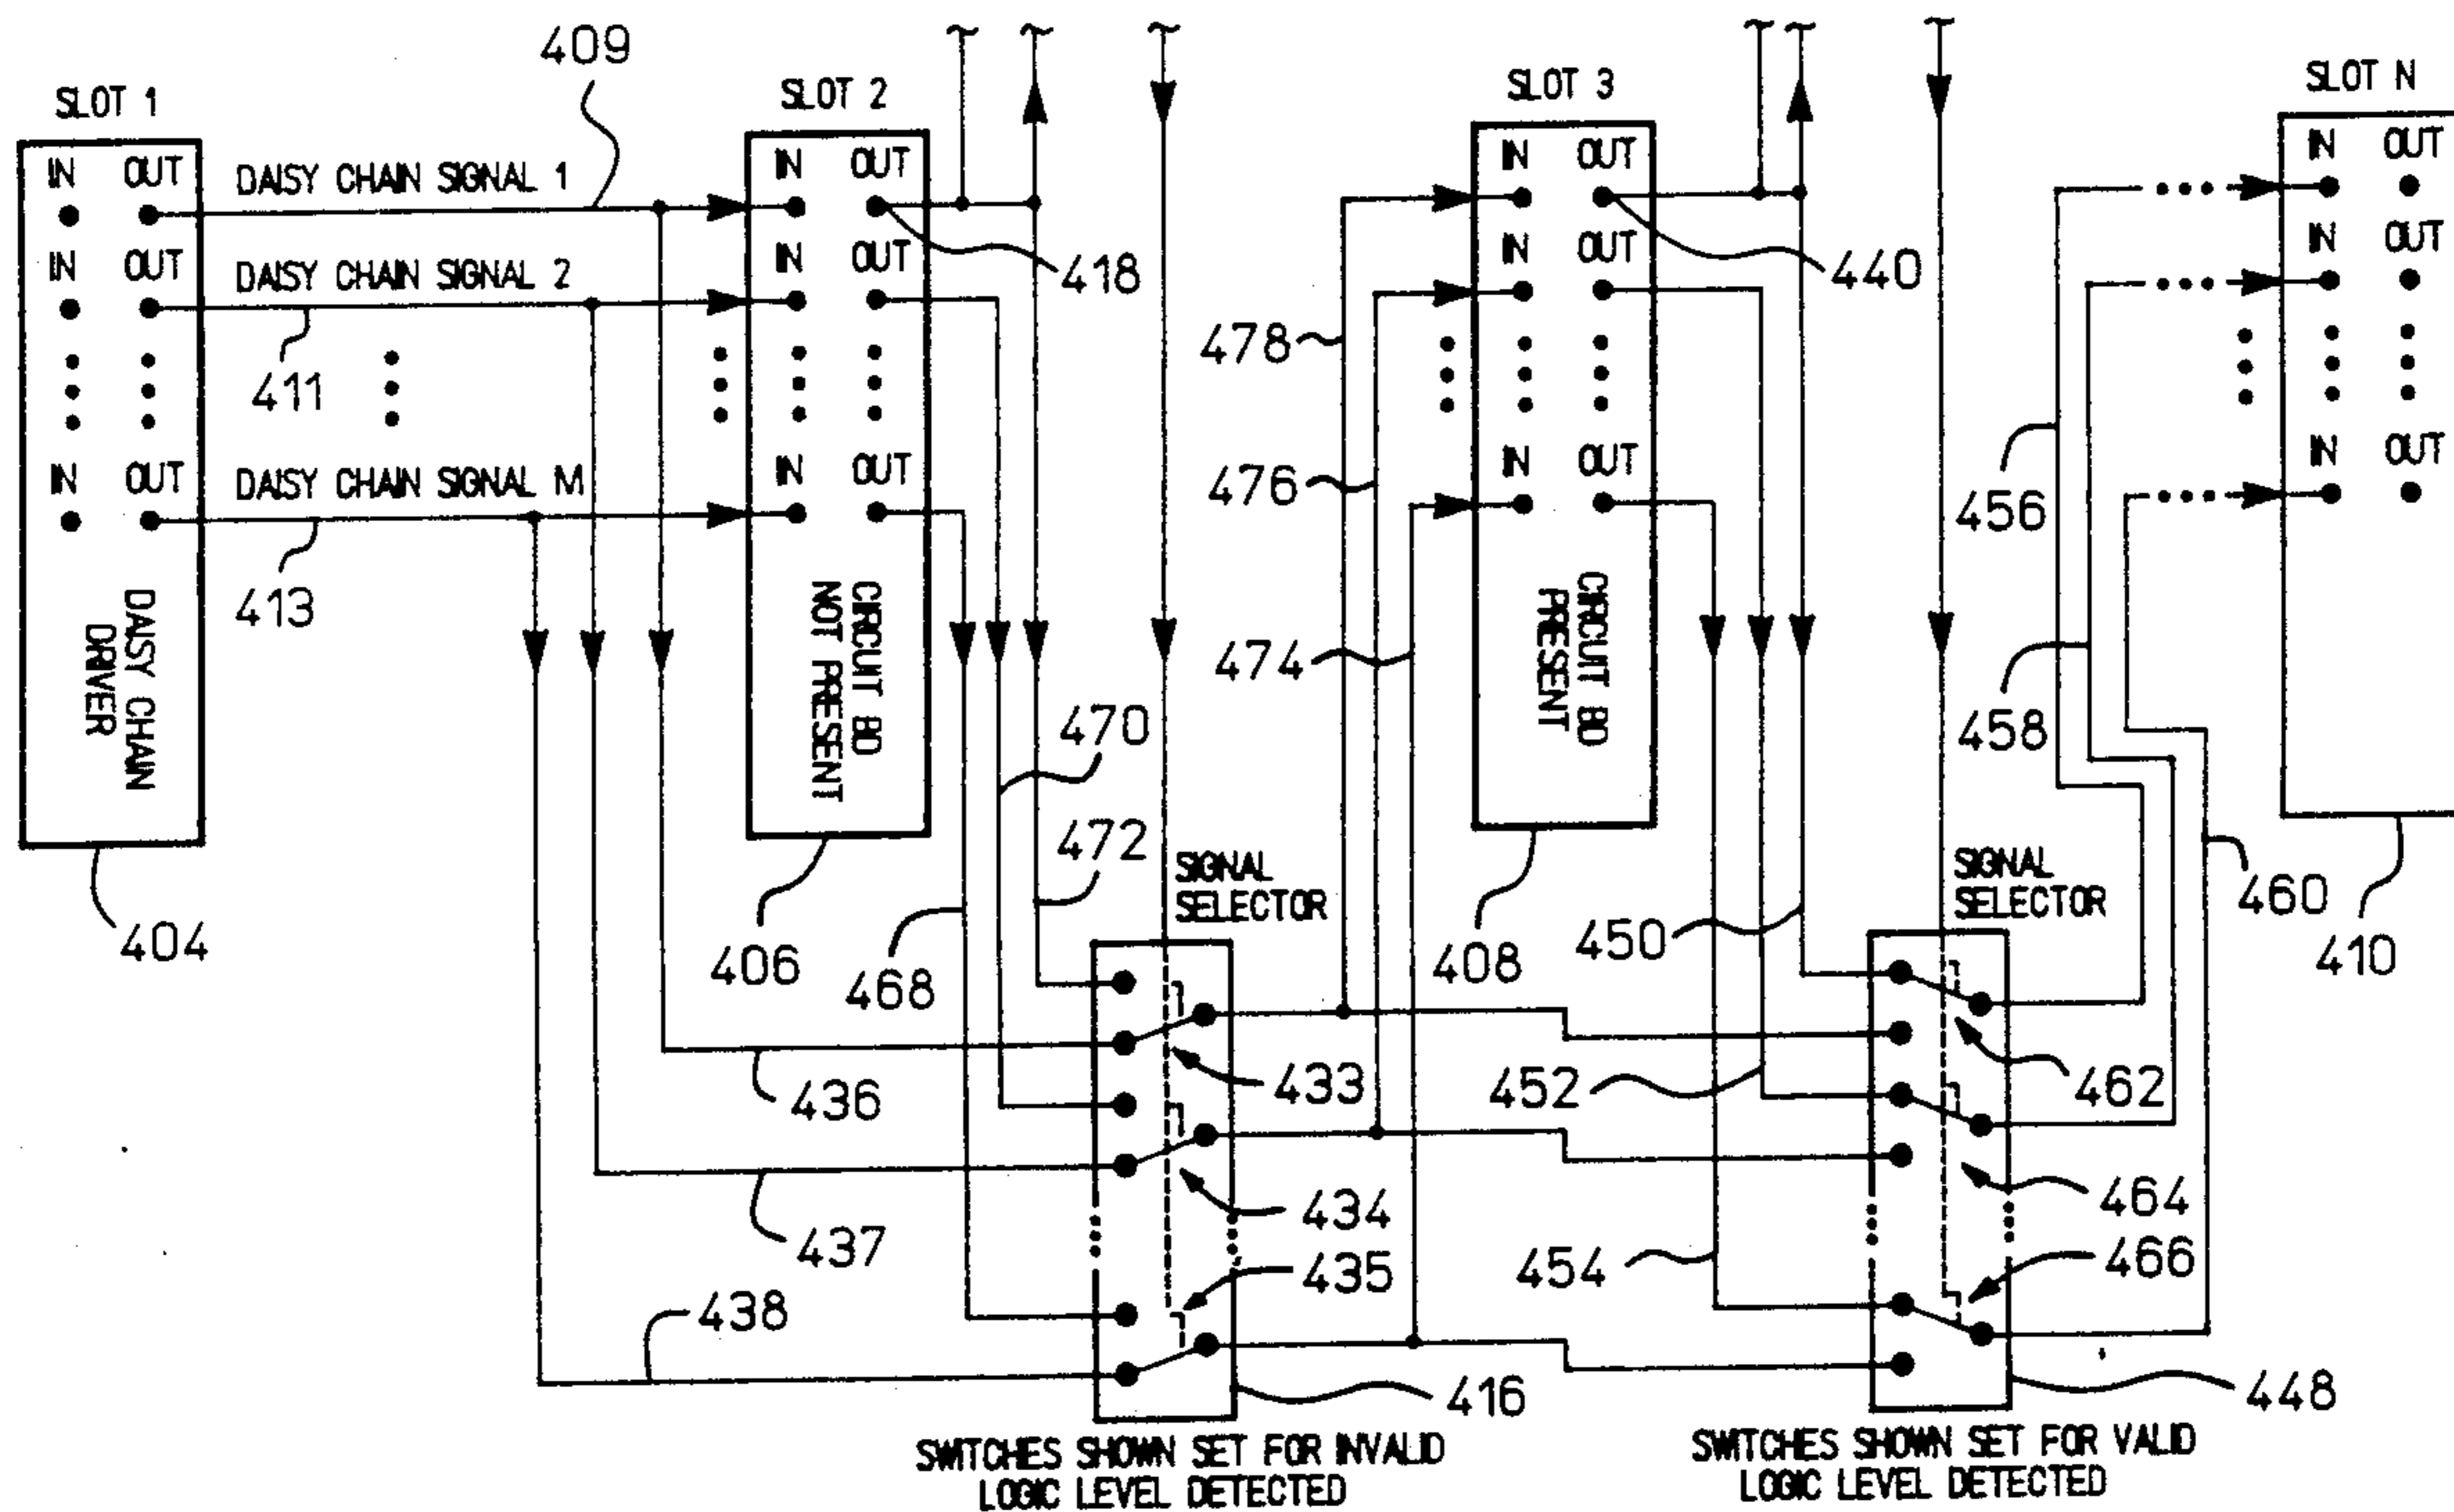 409
SLOT 1
SLOT 2
SLOT 3
SLOT N
IN OUT
DAISY CHAIN SIGNAL 1
IN OUT
IN OUT
IN OUT
IN OUT
DAISY CHAIN SIGNAL 2
IN OUT
418
IN OUT
440
IN OUT
411
478
IN OUT
DAISY CHAIN SIGNAL M
IN OUT
476
IN OUT
IN OUT
456
413
DAISY CHAIN
DRIVER
CIRCUIT BD
NOT PRESENT
474
CIRCUIT BD
PRESENT
458
470
472
404
406
468
SIGNAL
SELECTOR
408
450
SIGNAL
SELECTOR
460
410
436
433
452
462
437
434
464
438
435
454
466
416
448
SWITCHES SHOWN SET FOR INVALID
LOGIC LEVEL DETECTED
SWITCHES SHOWN SET FOR VALID
LOGIC LEVEL DETECTED